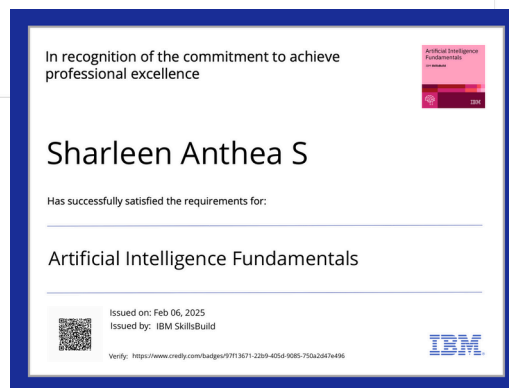 In recognition of the commitment to achieve
professional excellence
Artificial Intelligence
Fundamentals
IBM SkillsBuild
IBM
Sharleen Anthea S
Has successfully satisfied the requirements for:
Artificial Intelligence Fundamentals
Issued on: Feb 06, 2025
Issued by: IBM SkillsBuild
Verify: https://www.credly.com/badges/97f13671-22b9-405d-9085-750a2d47e496
IBM.